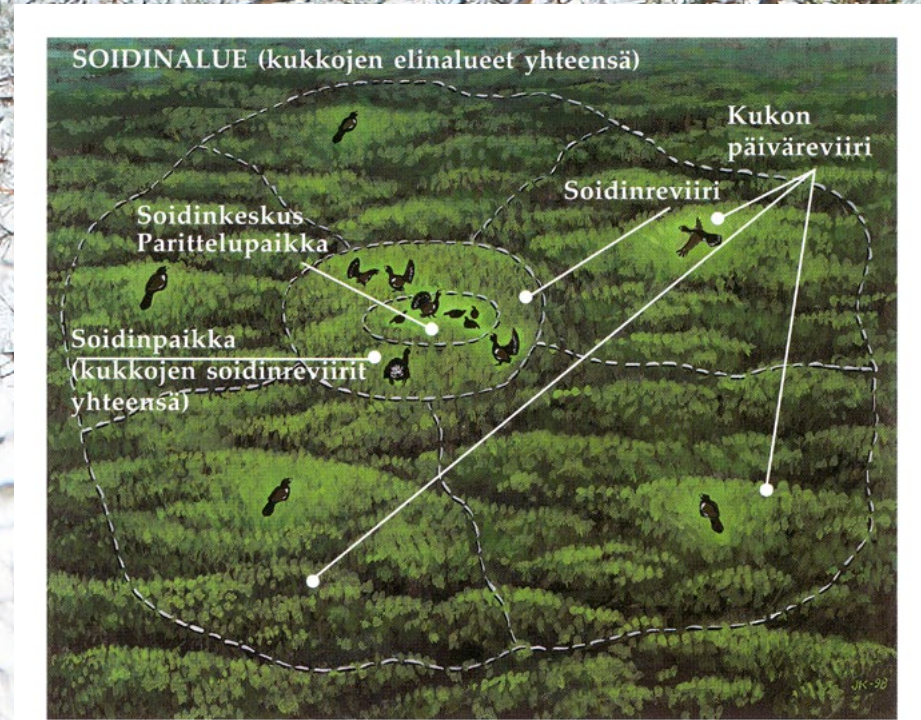 SOIDINALUE (kukkojen elinalueet yhteensä)
Kukon
päiväreviiri
Soidinreviiri
Soidinkeskus
Parittelupaikka
Soidinpaikka
(kukkojen soidinreviirit
yhteensä)
JK-98